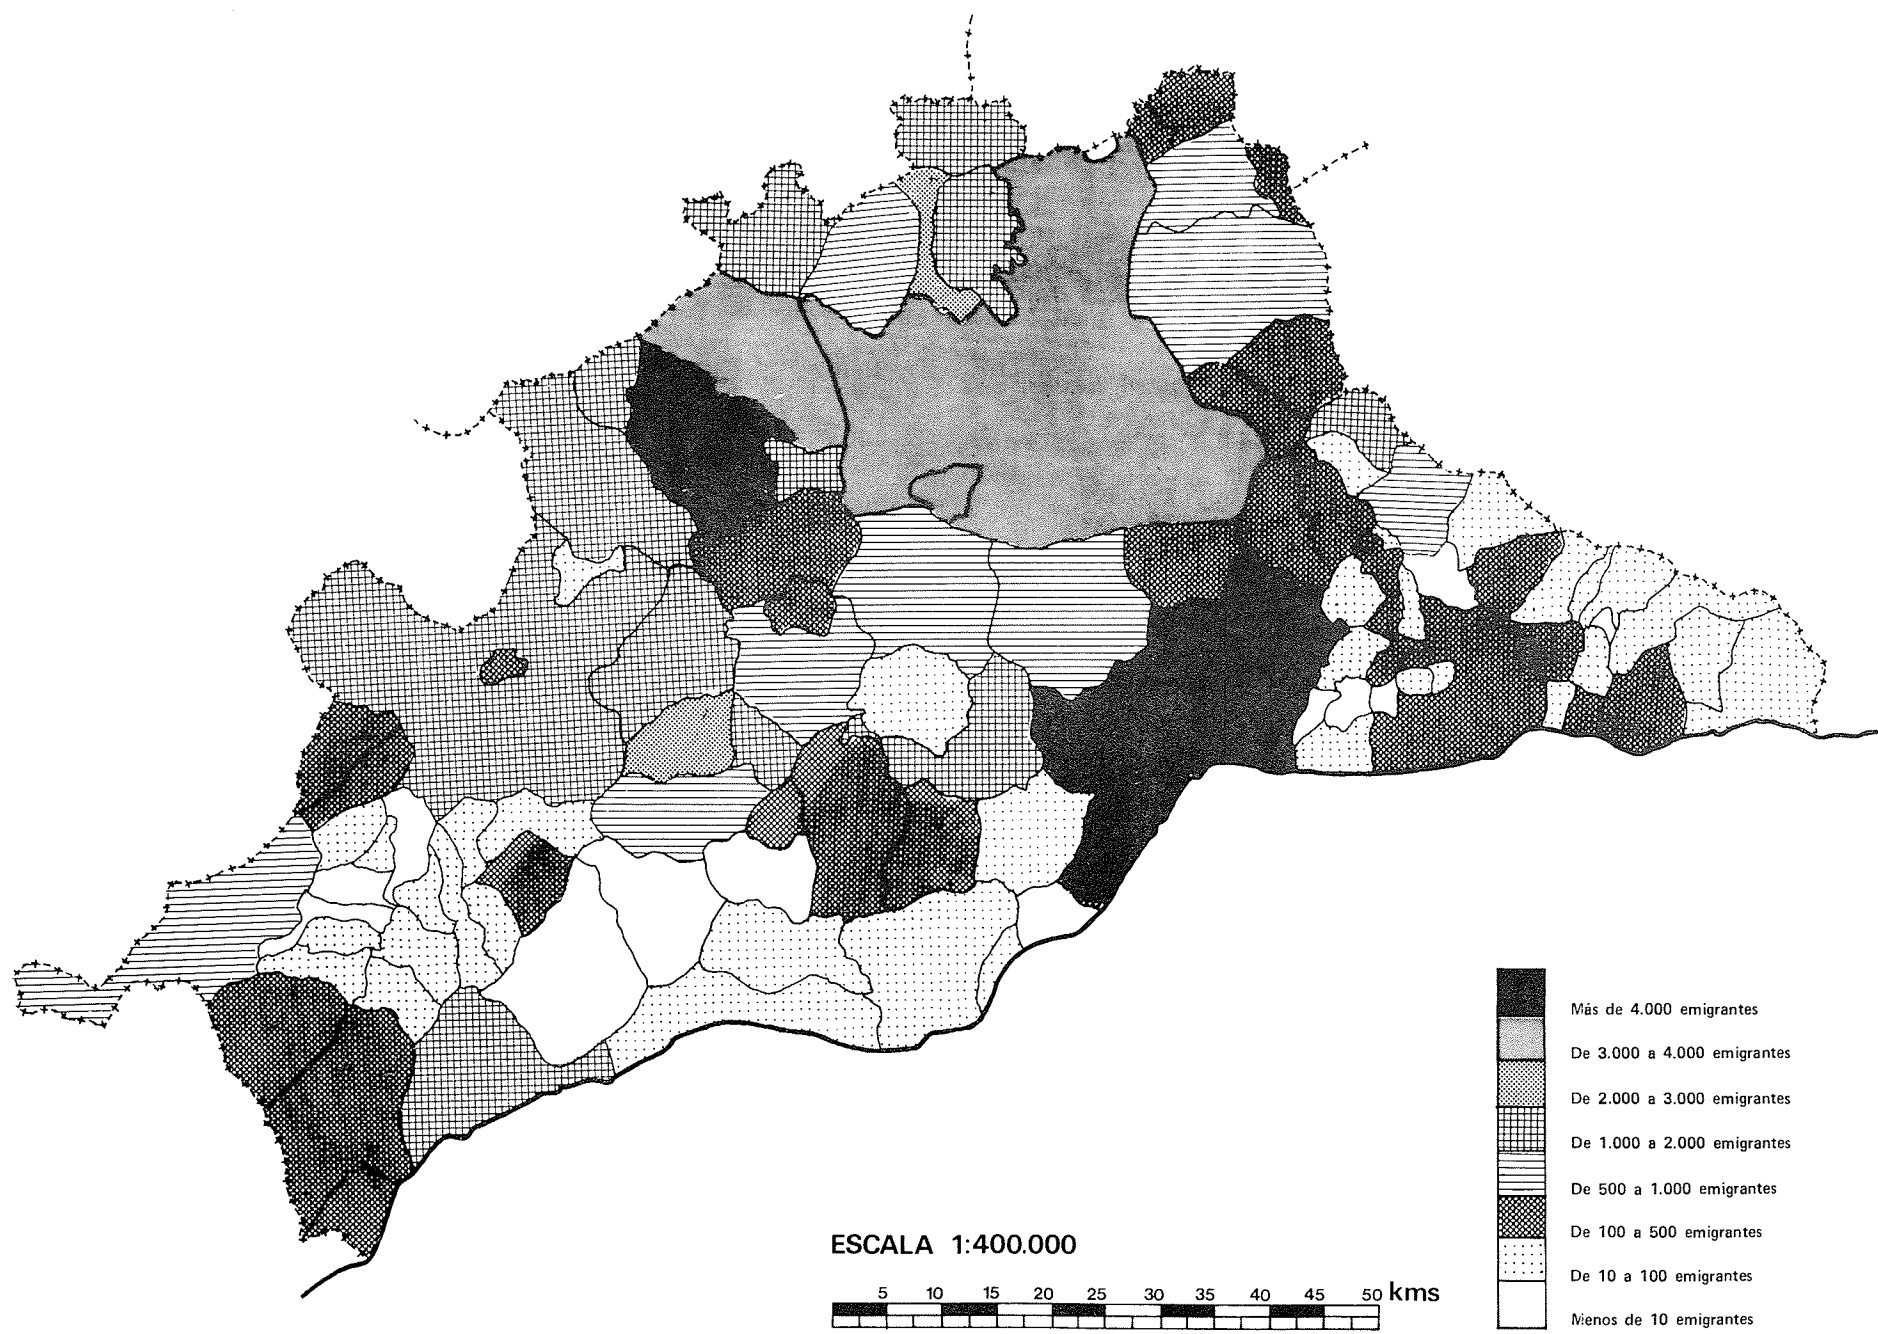 Más de 4.000 emigrantes
De 3.000 a 4.000 emigrantes
De 2.000 a 3.000 emigrantes
De 1.000 a 2.000 emigrantes
De 500 a 1.000 emigrantes
De 100 a 500 emigrantes
De 10 a 100 emigrantes
Menos de 10 emigrantes
ESCALA 1:400.000
5 10 15 20 25 30 35 40 45 50 kms